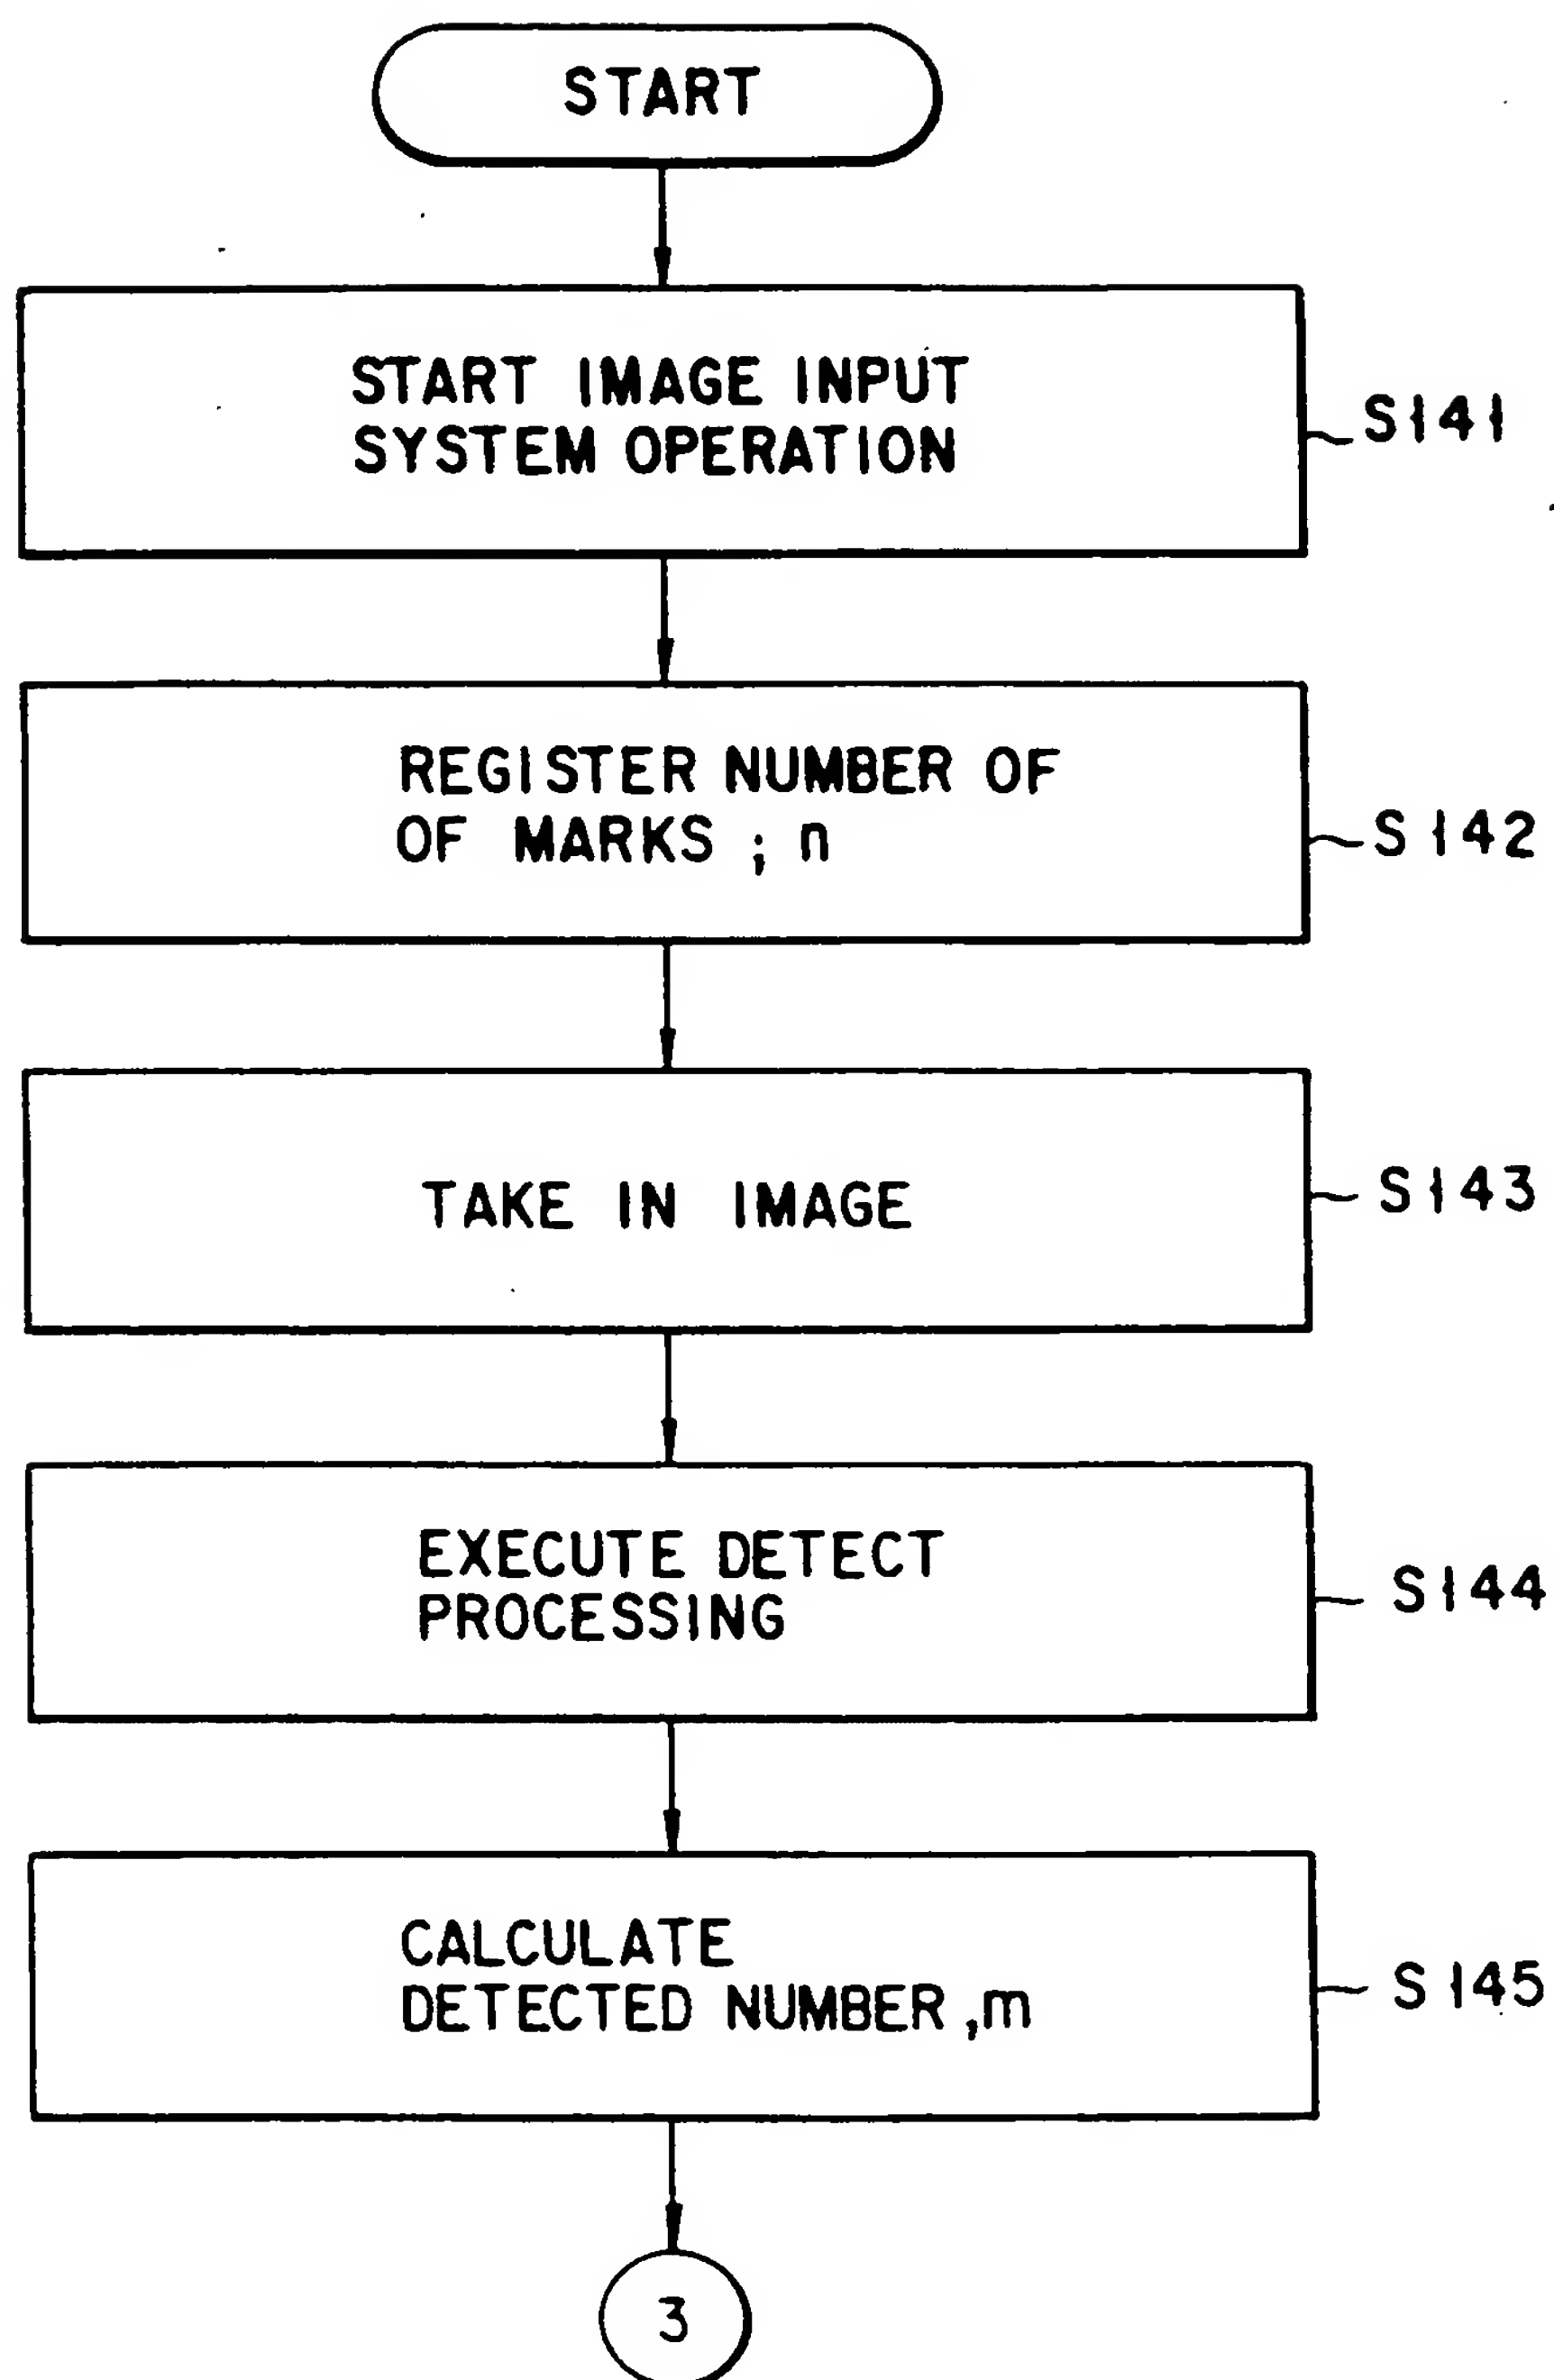 START
START IMAGE INPUT
SYSTEM OPERATION
S141
REGISTER NUMBER OF
OF MARKS ; n
S142
TAKE IN IMAGE
S143
EXECUTE DETECT
PROCESSING
S144
CALCULATE
DETECTED NUMBER ,m
S145
3